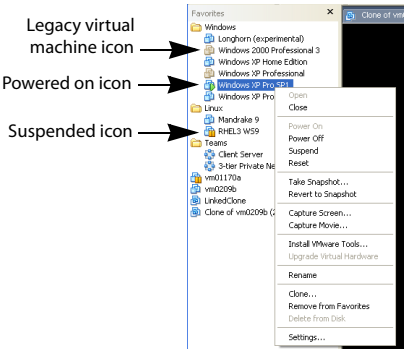 Legacy virtual
machine icon
Powered on icon
Suspended icon
Favorites
Windows
Longhorn (experimental)
Windows 2000 Professional 3
Windows XP Home Edition
Windows XP Professional
Windows XP Pro SP1
Windows XP Pro
Linux
Mandrake 9
RHEL3 WS9
Teams
Client Server
3-tier Private Ne
vm01170a
vm0209b
LinkedClone
Clone of vm0209b (2
Clone of vm
Open
Close
Power On
Power Off
Suspend
Reset
Take Snapshot...
Revert to Snapshot
Capture Screen...
Capture Movie...
Install VMware Tools...
Upgrade Virtual Hardware
Rename
Clone...
Remove from Favorites
Delete from Disk
Settings...